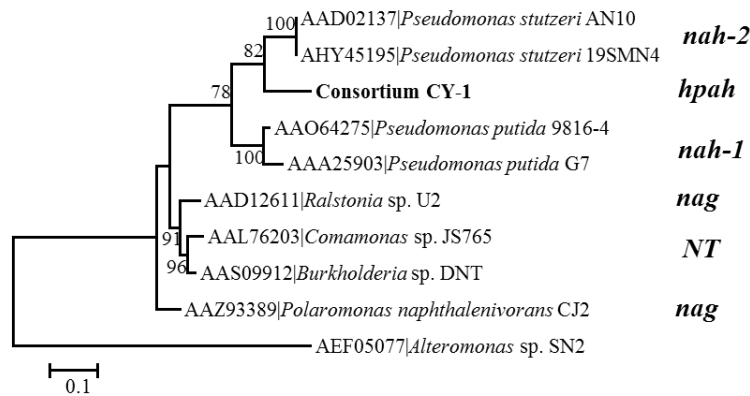 100 AAD02137|Pseudomonas stutzeri AN10
nah-2
82 AHY45195|Pseudomonas stutzeri 19SMN4
78 Consortium CY-1 hpah
AAO64275|Pseudomonas putida 9816-4
nah-1
100 AAA25903|Pseudomonas putida G7
AAD12611|Ralstonia sp. U2 nag
91 AAL76203|Comamonas sp. JS765
NT
96 AAS09912|Burkholderia sp. DNT
AAZ93389|Polaromonas naphthalenivorans CJ2 nag
AEF05077|Alteromonas sp. SN2
0.1